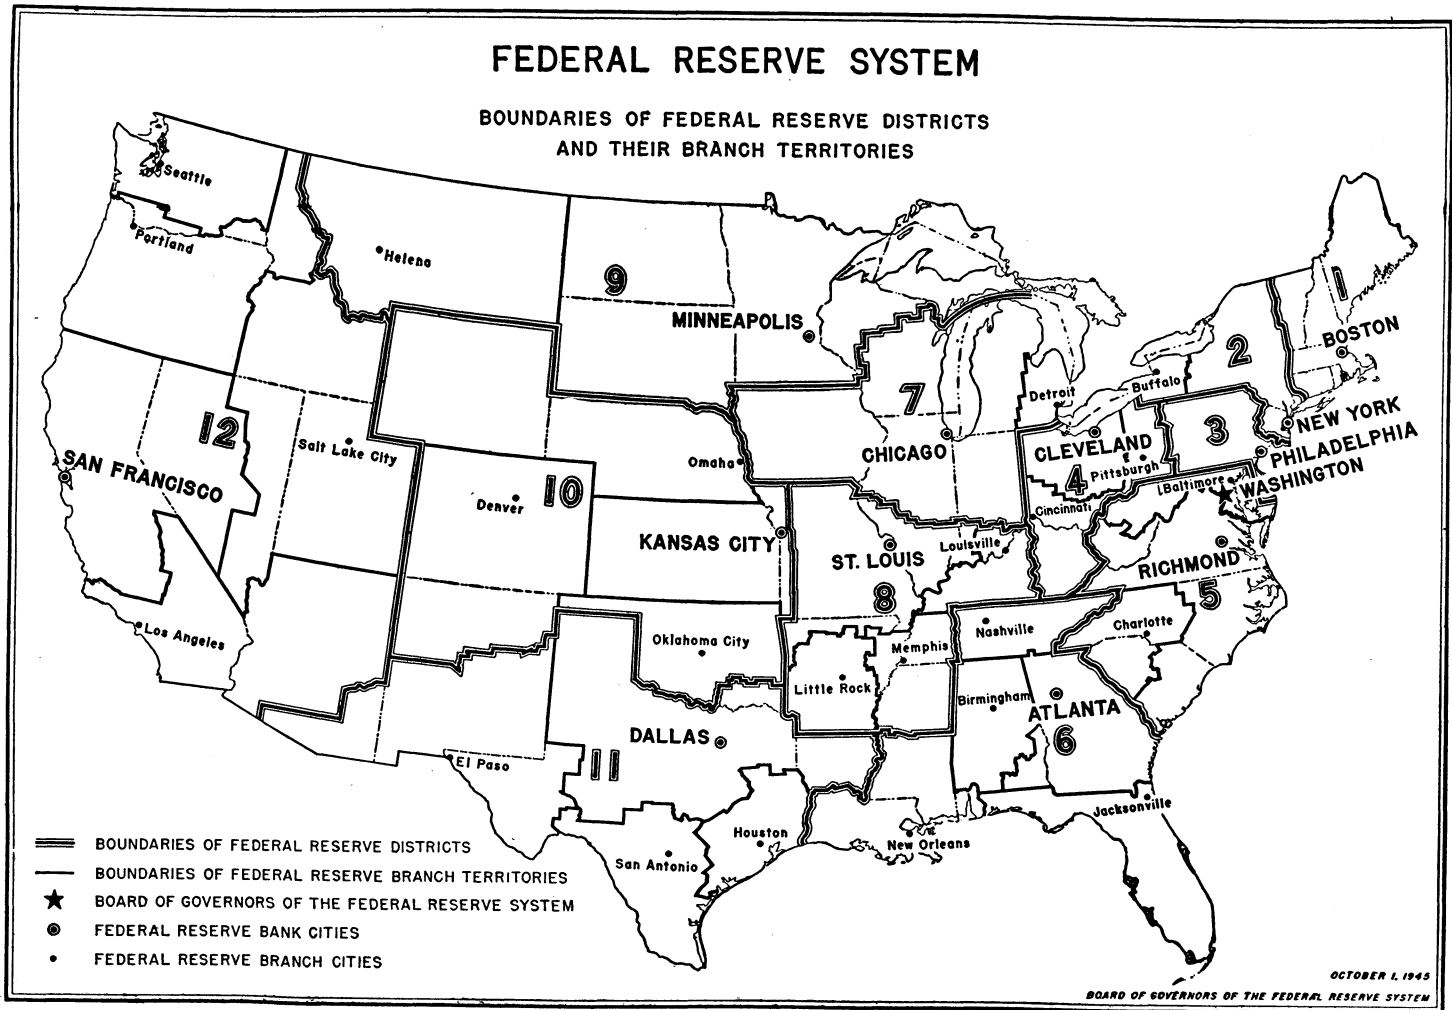 FEDERAL RESERVE SYSTEM
BOUNDARIES OF FEDERAL RESERVE DISTRICTS
AND THEIR BRANCH TERRITORIES
Seattle
Portland
Helena
9
MINNEAPOLIS
1
BOSTON
2
Buffalo
7
Detroit
NEW YORK
12
Salt Lake City
CHICAGO
CLEVELAND
3
PHILADELPHIA
SAN FRANCISCO
Omaha
4
Pittsburgh
WASHINGTON
Baltimore
Denver
10
Cincinnati
KANSAS CITY
ST. LOUIS
Louisville
RICHMOND
8
5
Los Angeles
Oklahoma City
Nashville
Charlotte
Memphis
Little Rock
Birmingham
ATLANTA
6
DALLAS
11
El Paso
Jacksonville
Houston
New Orleans
San Antonio
BOUNDARIES OF FEDERAL RESERVE DISTRICTS
BOUNDARIES OF FEDERAL RESERVE BRANCH TERRITORIES
BOARD OF GOVERNORS OF THE FEDERAL RESERVE SYSTEM
FEDERAL RESERVE BANK CITIES
FEDERAL RESERVE BRANCH CITIES
OCTOBER 1, 1945
BOARD OF GOVERNORS OF THE FEDERAL RESERVE SYSTEM